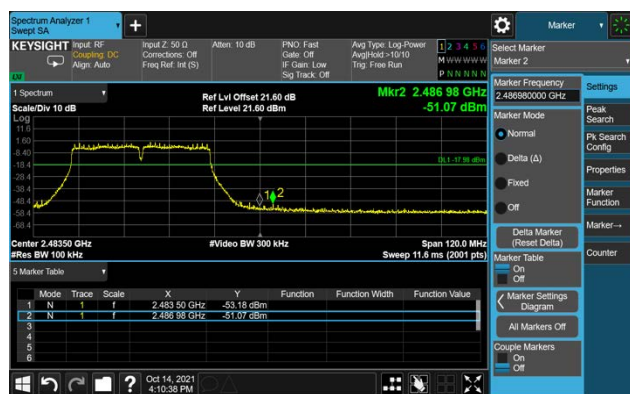 Spectrum Analyzer 1
Swept SA
Marker
KEYSIGHT
Input: RF
Coupling: DC
Align: Auto
Input Z: 50 Ω
Corrections: Off
Freq Ref: Int (S)
Atten: 10 dB
PNO: Fast
Gate: Off
IF Gain: Low
Sig Track: Off
Avg Type: Log-Power
Avg|Hold:>10/10
Trig: Free Run
1 2 3 4 5 6
M W W W W W
P N N N N N
LV
Select Marker
Marker 2
1 Spectrum
Scale/Div 10 dB
Ref Lvl Offset 21.60 dB
Ref Level 21.60 dBm
Mkr2 2.486 98 GHz
-51.07 dBm
Log
11.6
1.60
-8.40
-18.4
-28.4
-38.4
-48.4
-58.4
-68.4
DL1 -17.98 dBm
1
2
Center 2.48350 GHz
#Res BW 100 kHz
#Video BW 300 kHz
Span 120.0 MHz
Sweep 11.6 ms (2001 pts)
5 Marker Table
Mode Trace Scale X Y Function Function Width Function Value
1 N 1 f 2.483 50 GHz -53.18 dBm
2 N 1 f 2.486 98 GHz -51.07 dBm
3
4
5
6
Marker Frequency
2.486980000 GHz
Marker Mode
Normal
Delta (Δ)
Fixed
Off
Delta Marker
(Reset Delta)
Marker Table
On
Off
Marker Settings
Diagram
All Markers Off
Couple Markers
On
Off
Settings
Peak
Search
Pk Search
Config
Properties
Marker
Function
Marker→
Counter
?
Oct 14, 2021
4:10:38 PM